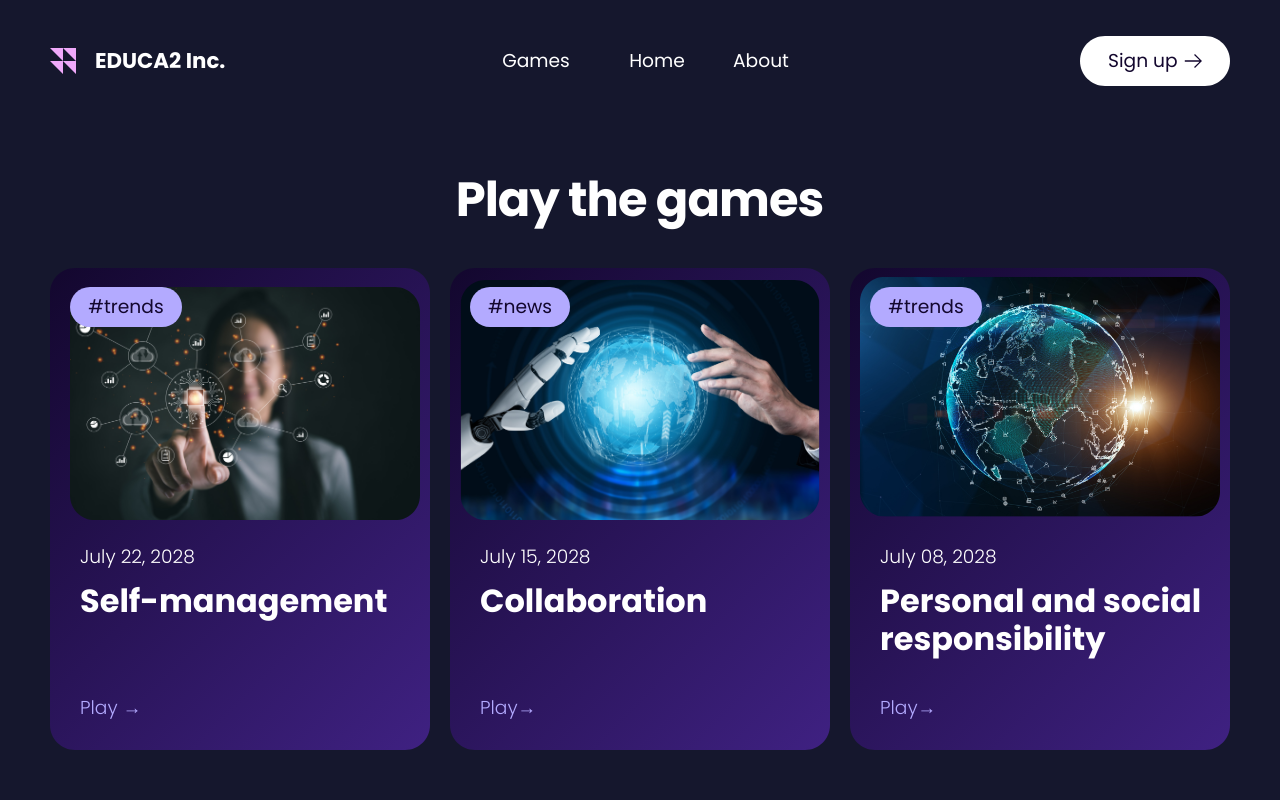 EDUCA2 Inc.
Games
Home
About
Sign up →
Play the games
#trends
#news
#trends
July 22, 2028
Self-management
Play →
July 15, 2028
Collaboration
Play→
July 08, 2028
Personal and social
responsibility
Play→